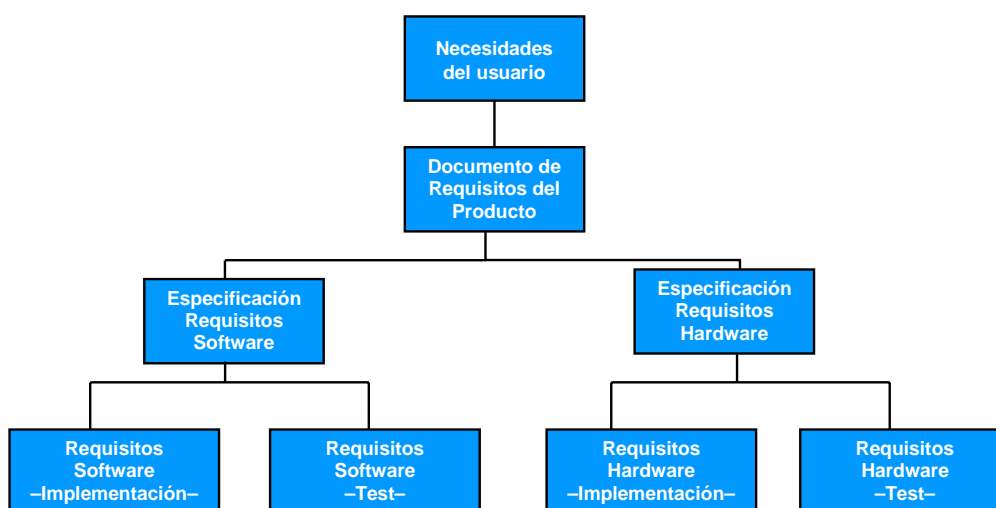 Necesidades
del usuario
Documento de
Requisitos del
Producto
Especificación
Requisitos
Software
Especificación
Requisitos
Hardware
Requisitos
Software
–Implementación–
Requisitos
Software
–Test–
Requisitos
Hardware
–Implementación–
Requisitos
Hardware
–Test–